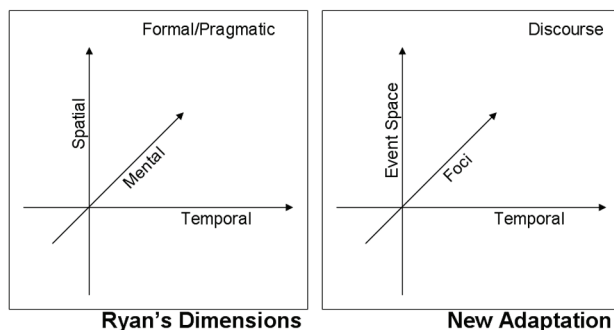 Formal/Pragmatic
Spatial
Mental
Temporal
Ryan's Dimensions
Discourse
Event Space
Foci
Temporal
New Adaptation